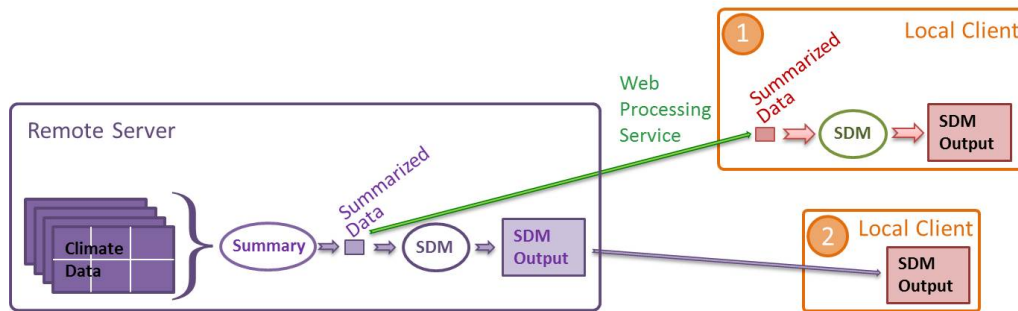 Remote Server
Climate
Data
Summary
Summarized
Data
SDM
SDM
Output
Web
Processing
Service
1
Local Client
Summarized
Data
SDM
SDM
Output
2
Local Client
SDM
Output